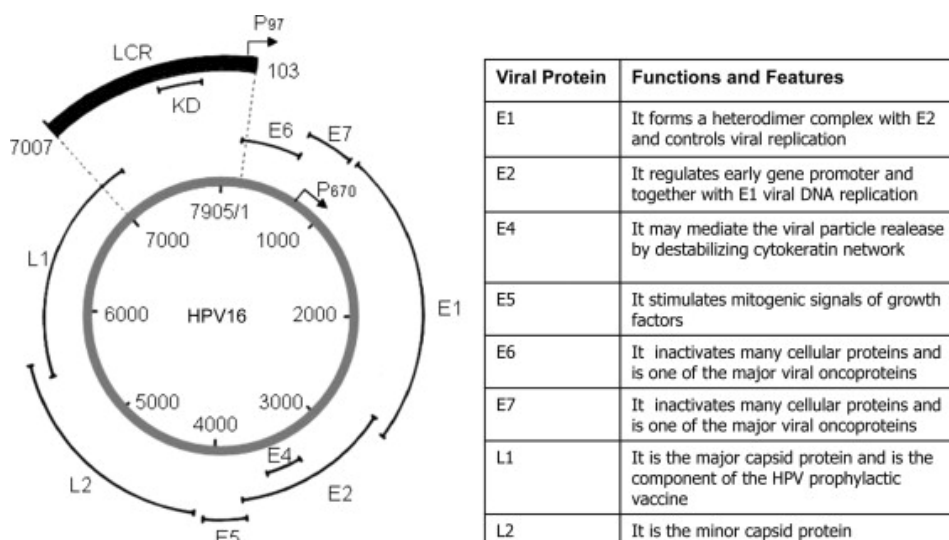 P97
LCR
103
KD
7007
E6
E7
P670
7905/1
7000
1000
L1
6000
HPV16
2000
E1
5000
3000
4000
E4
L2
E2
E5
Viral Protein Functions and Features
E1 It forms a heterodimer complex with E2
and controls viral replication
E2 It regulates early gene promoter and
together with E1 viral DNA replication
E4 It may mediate the viral particle realease
by destabilizing cytokeratin network
E5 It stimulates mitogenic signals of growth
factors
E6 It inactivates many cellular proteins and
is one of the major viral oncoproteins
E7 It inactivates many cellular proteins and
is one of the major viral oncoproteins
L1 It is the major capsid protein and is the
component of the HPV prophylactic
vaccine
L2 It is the minor capsid protein